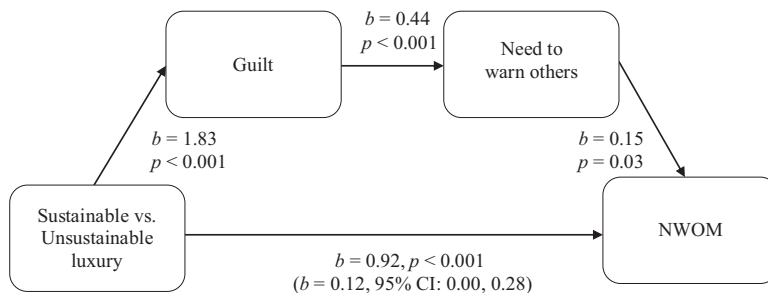 b = 0.44
p < 0.001
Guilt
Need to
warn others
b = 1.83
p < 0.001
b = 0.15
p = 0.03
Sustainable vs.
Unsustainable
luxury
NWOM
b = 0.92, p < 0.001
(b = 0.12, 95% CI: 0.00, 0.28)